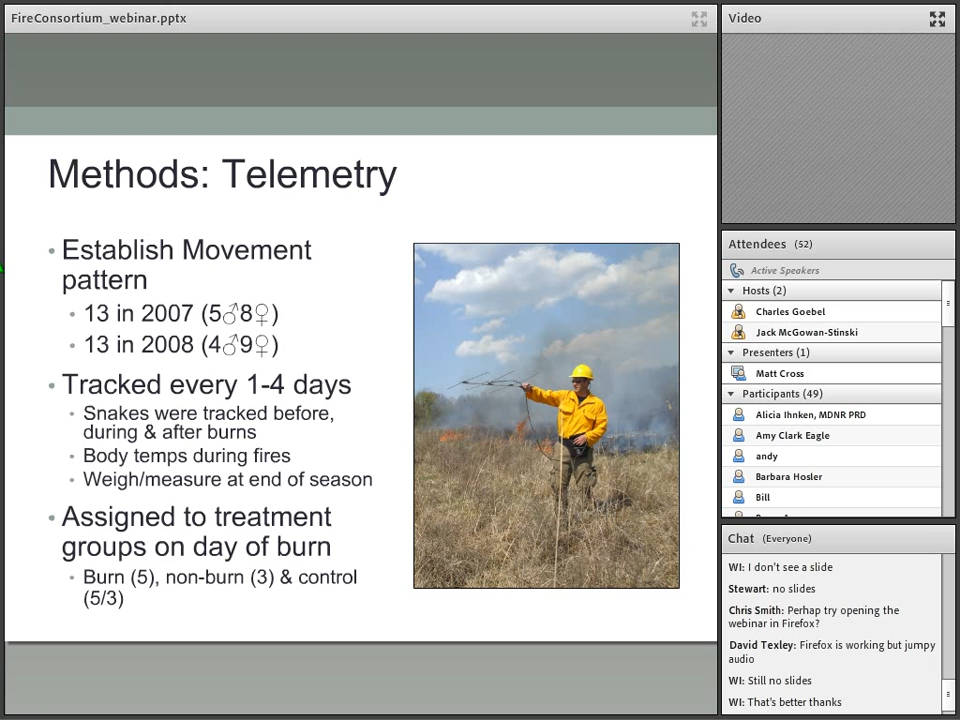 FireConsortium_webinar.pptx
Methods: Telemetry
• Establish Movement
pattern
• 13 in 2007 (5♂8♀)
• 13 in 2008 (4♂9♀)
• Tracked every 1-4 days
• Snakes were tracked before,
during & after burns
• Body temps during fires
• Weigh/measure at end of season
• Assigned to treatment
groups on day of burn
• Burn (5), non-burn (3) & control
(5/3)
Video
Attendees (52)
Active Speakers
Hosts (2)
Charles Goebel
Jack McGowan-Stinski
Presenters (1)
Matt Cross
Participants (49)
Alicia Ihnken, MDNR PRD
Amy Clark Eagle
andy
Barbara Hosler
Bill
Chat (Everyone)
WI: I don't see a slide
Stewart: no slides
Chris Smith: Perhap try opening the
webinar in Firefox?
David Texley: Firefox is working but jumpy
audio
WI: Still no slides
WI: That's better thanks